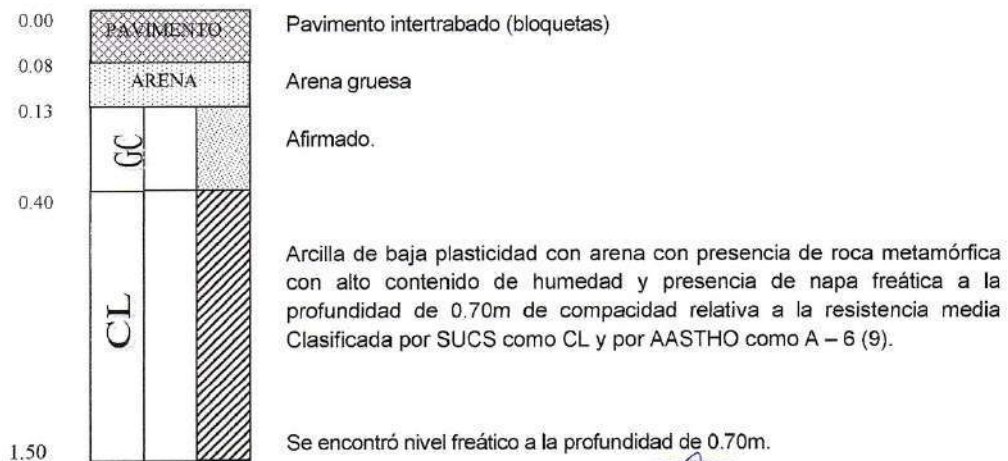 0.00 PAVIMENTO Pavimento intertrabado (bloquetas)
0.08
ARENA Arena gruesa
0.13
GC Afirmado.
0.40
Arcilla de baja plasticidad con arena con presencia de roca metamórfica
con alto contenido de humedad y presencia de napa freática a la
profundidad de 0.70m de compacidad relativa a la resistencia media
Clasificada por SUCS como CL y por AASTHO como A – 6 (9).
CL
Se encontró nivel freático a la profundidad de 0.70m.
1.50